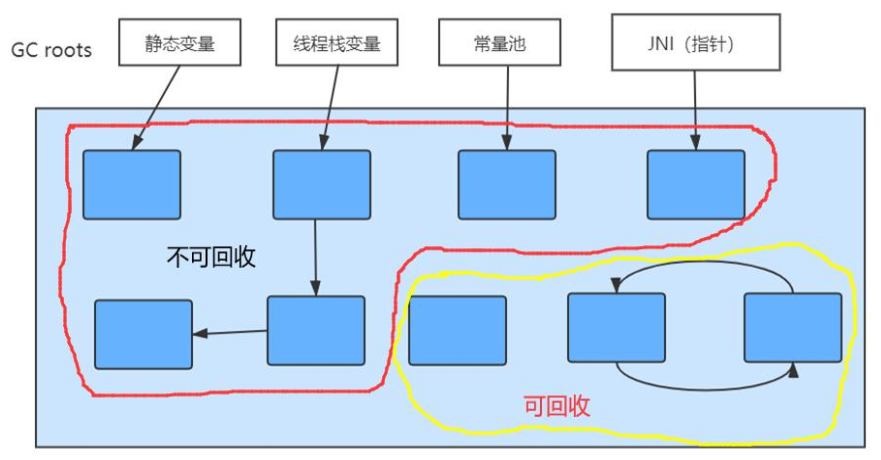 GC roots
静态变量
线程栈变量
常量池
JNI（指针）
不可回收
可回收